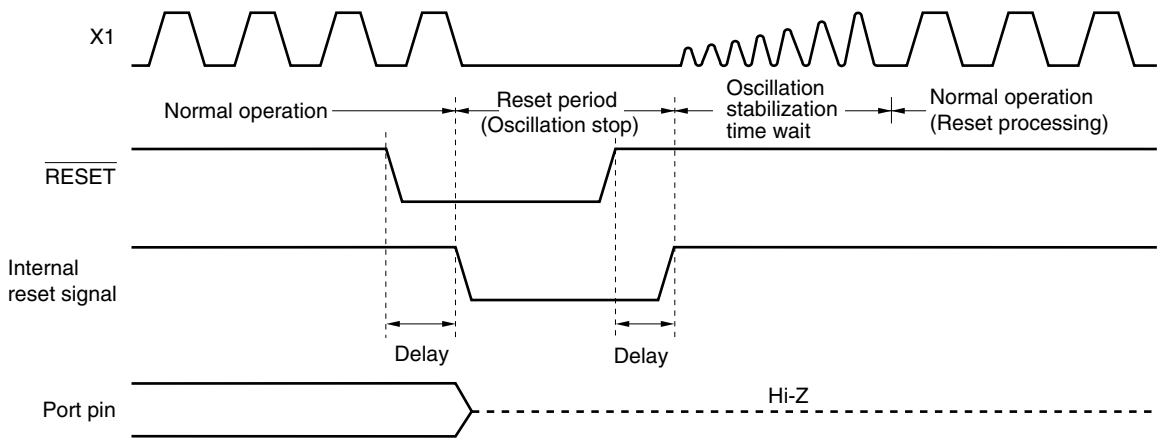 X1
Normal operation
Reset period
(Oscillation stop)
Oscillation
stabilization
time wait
Normal operation
(Reset processing)
RESET
Internal
reset signal
Delay
Delay
Port pin
Hi-Z